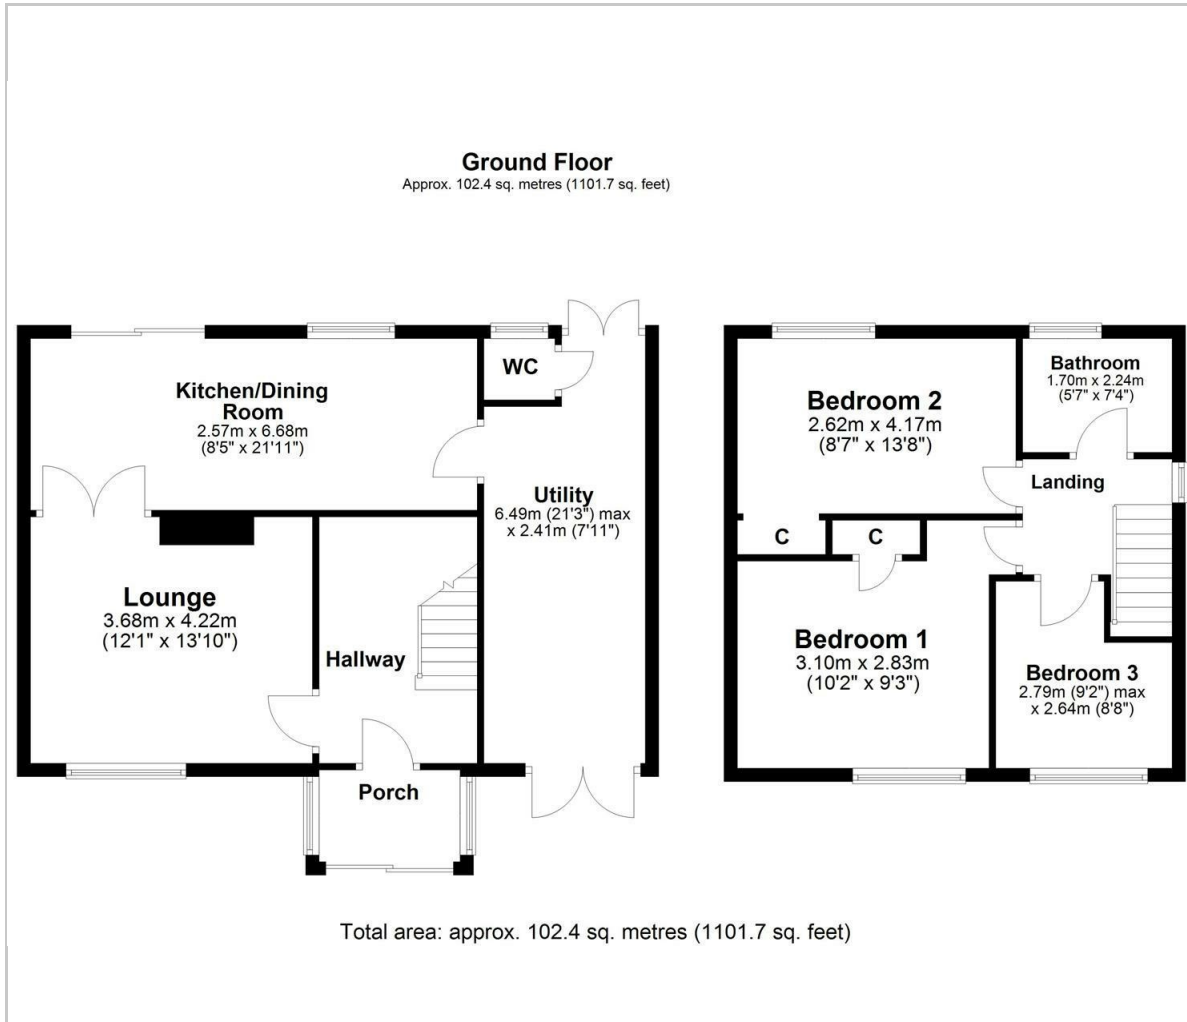 Ground Floor
Approx. 102.4 sq. metres (1101.7 sq. feet)
Kitchen/Dining
Room
2.57m x 6.68m
(8'5" x 21'11")
WC
Utility
6.49m (21'3") max
x 2.41m (7'11")
Lounge
3.68m x 4.22m
(12'1" x 13'10")
Hallway
Porch
Bedroom 2
2.62m x 4.17m
(8'7" x 13'8")
Bathroom
1.70m x 2.24m
(5'7" x 7'4")
Landing
C
C
Bedroom 1
3.10m x 2.83m
(10'2" x 9'3")
Bedroom 3
2.79m (9'2") max
x 2.64m (8'8")
Total area: approx. 102.4 sq. metres (1101.7 sq. feet)